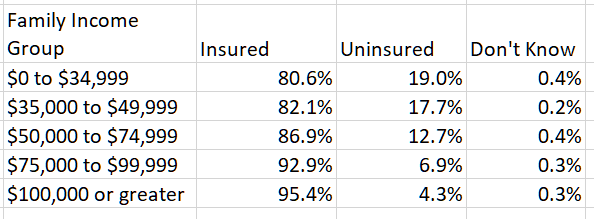 Family Income
Group Insured Uninsured Don't Know
$0 to $34,999 80.6% 19.0% 0.4%
$35,000 to $49,999 82.1% 17.7% 0.2%
$50,000 to $74,999 86.9% 12.7% 0.4%
$75,000 to $99,999 92.9% 6.9% 0.3%
$100,000 or greater 95.4% 4.3% 0.3%